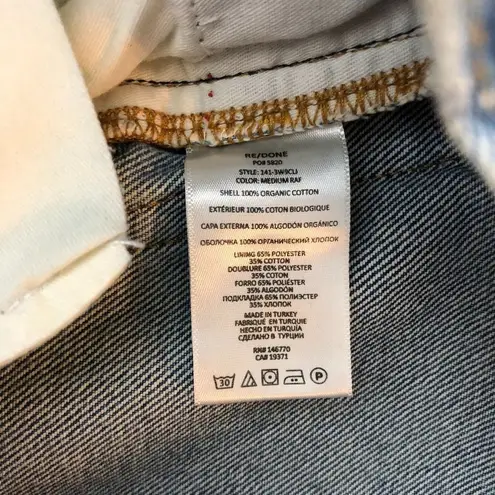 RE/DONE
PO# 5820
STYLE: 141-3W9CLJ
COLOR: MEDIUM RAF
SHELL 100% ORGANIC COTTON
EXTÉRIEUR 100% COTON BIOLOGIQUE
CAPA EXTERNA 100% ALGODÓN ORGÁNICO
ОБОЛОЧКА 100% ОРГАНИЧЕСКИЙ ХЛОПОК
LINING 65% POLYESTER
35% COTTON
DOUBLURE 65% POLYESTER
35% COTON
FORRO 65% POLIÉSTER
35% ALGODÓN
ПОДКЛАДКА 65% ПОЛИЭСТЕР
35% ХЛОПОК
MADE IN TURKEY
FABRIQUÉ EN TURQUIE
HECHO EN TURQUÍA
СДЕЛАНО В ТУРЦИИ
RN# 146770
CA# 19371
30 P